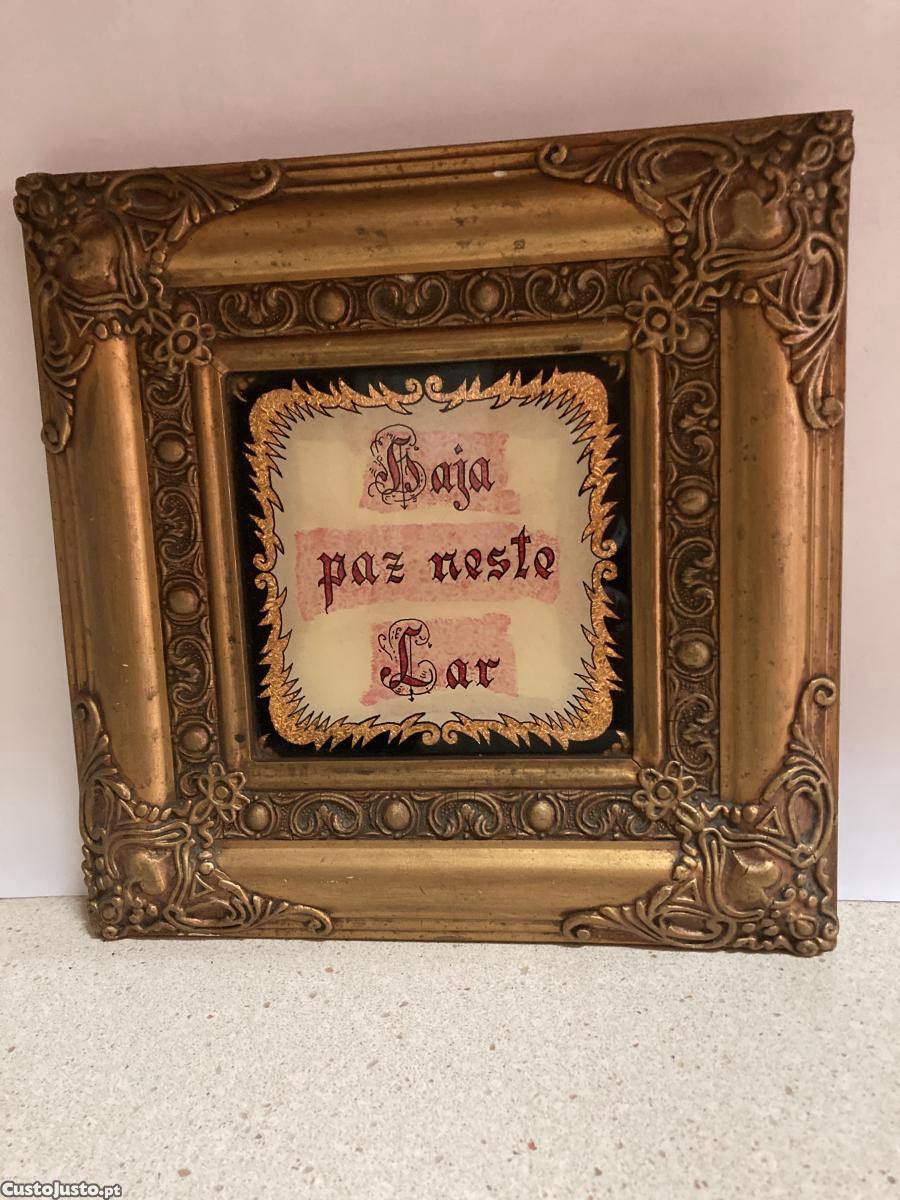 Haja
paz neste
Lar
CustoJusto.pt